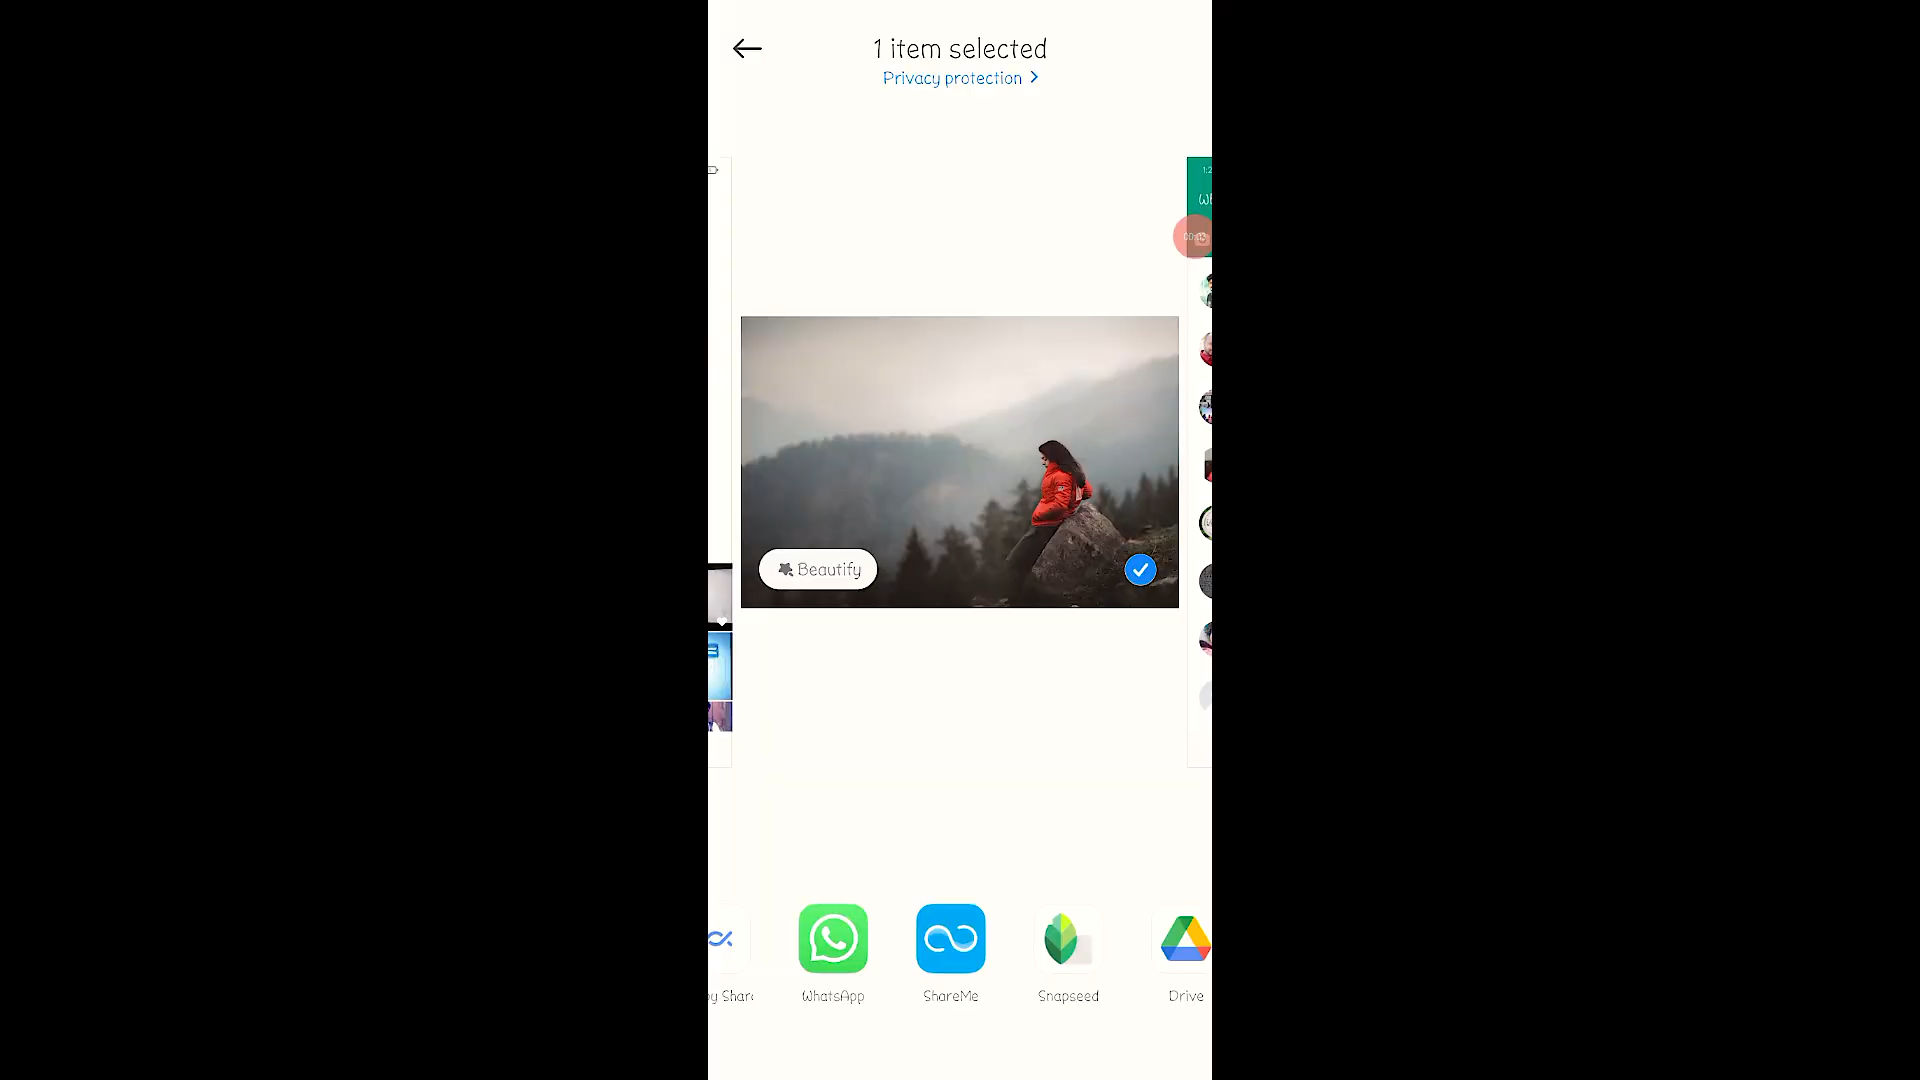 1 item selected
Privacy protection >
Beautify
WhatsApp
ShareMe
Snapseed
Drive